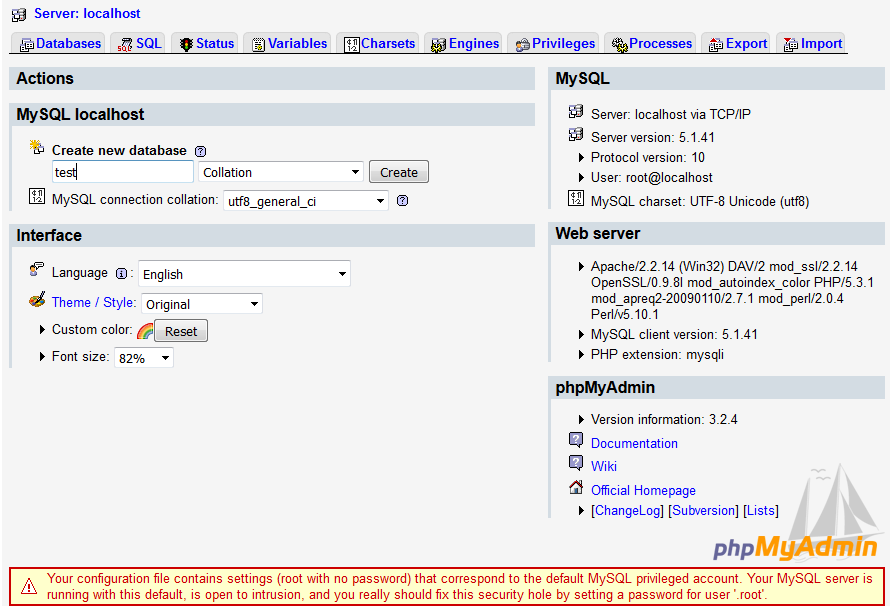 Server: localhost
Databases SQL Status Variables Charsets Engines Privileges Processes Export Import
Actions
MySQL localhost
Create new database
test Collation Create
MySQL connection collation: utf8_general_ci
Interface
Language : English
Theme / Style: Original
Custom color: Reset
Font size: 82%
MySQL
Server: localhost via TCP/IP
Server version: 5.1.41
Protocol version: 10
User: root@localhost
MySQL charset: UTF-8 Unicode (utf8)
Web server
Apache/2.2.14 (Win32) DAV/2 mod_ssl/2.2.14
OpenSSL/0.9.8l mod_autoindex_color PHP/5.3.1
mod_apreq2-20090110/2.7.1 mod_perl/2.0.4
Perl/v5.10.1
MySQL client version: 5.1.41
PHP extension: mysqli
phpMyAdmin
Version information: 3.2.4
Documentation
Wiki
Official Homepage
[ChangeLog] [Subversion] [Lists]
phpMyAdmin
Your configuration file contains settings (root with no password) that correspond to the default MySQL privileged account. Your MySQL server is
running with this default, is open to intrusion, and you really should fix this security hole by setting a password for user '.root'.